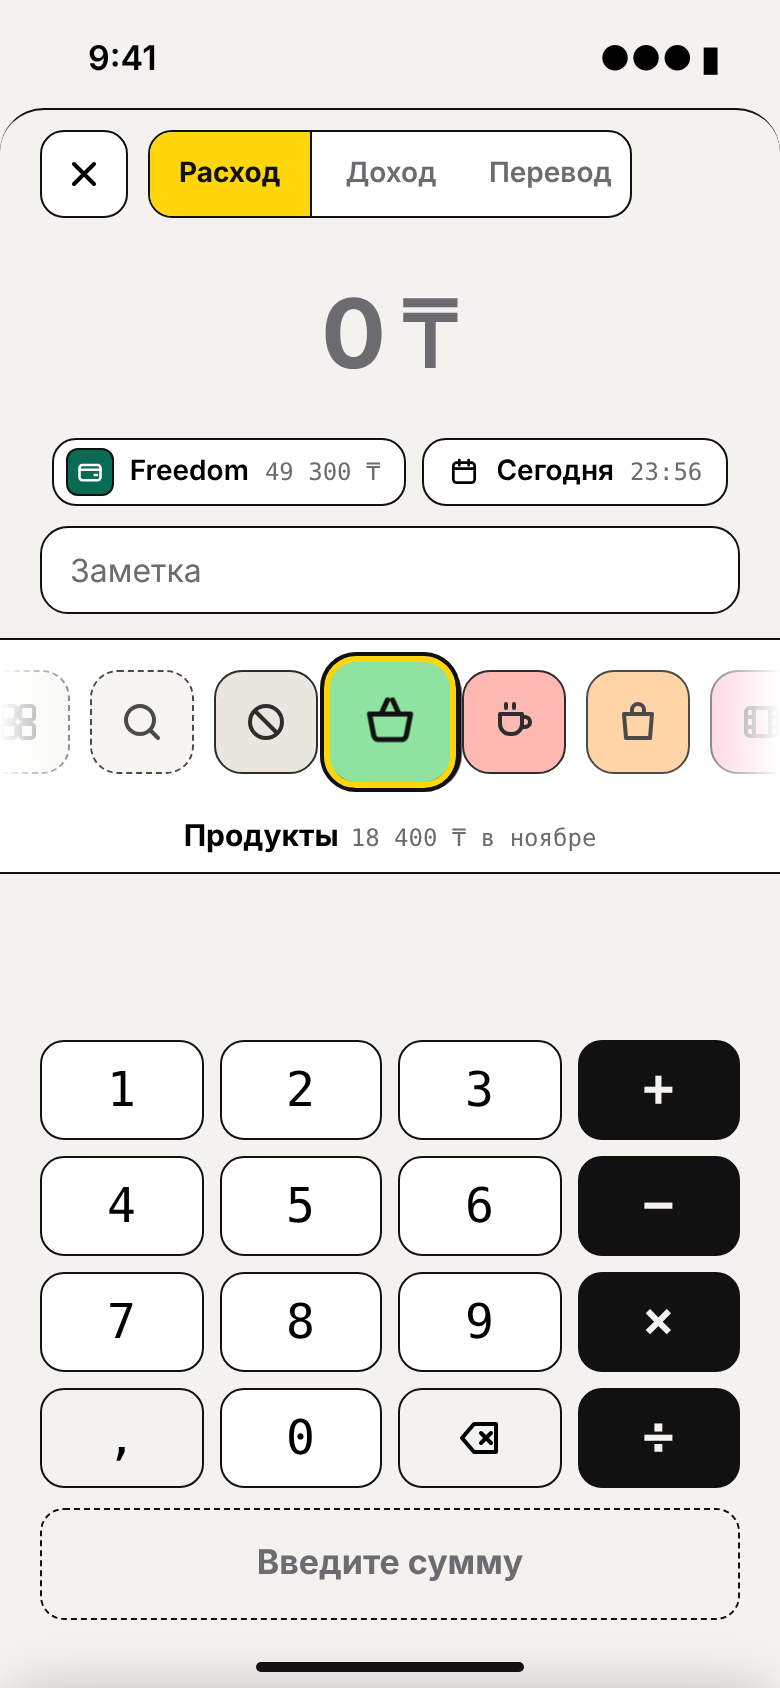 9:41
Расход Доход Перевод
0 ₸
Freedom 49 300 ₸ Сегодня 23:56
Заметка
Продукты 18 400 ₸ в ноябре
1 2 3 +
4 5 6 −
7 8 9 ×
, 0 ÷
Введите сумму